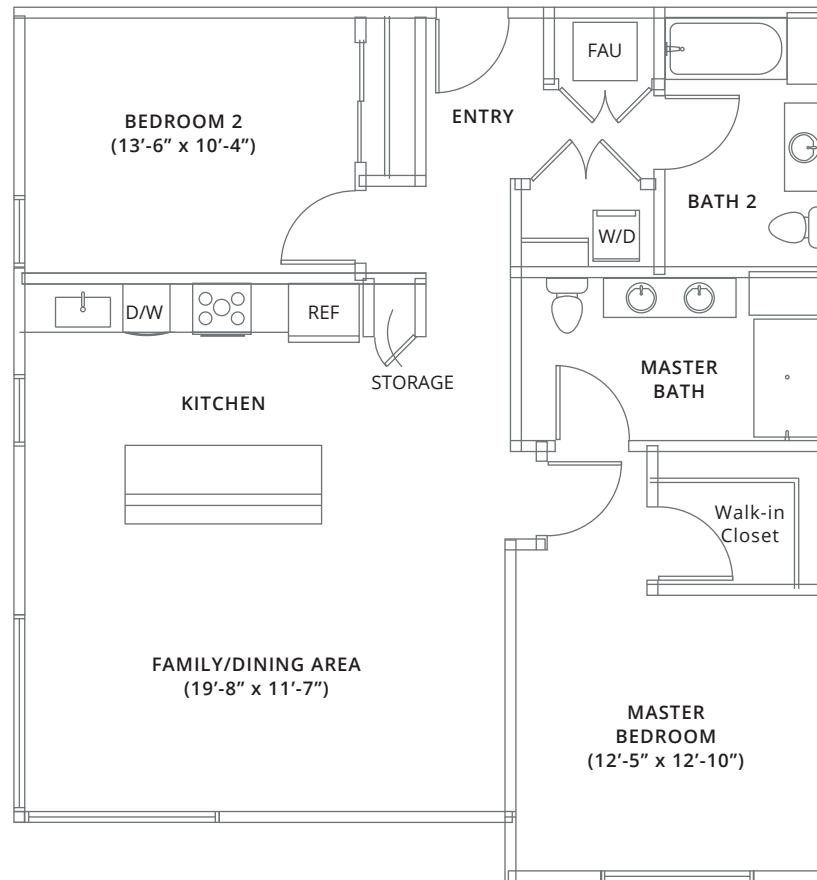 FAU
ENTRY
BEDROOM 2
(13’-6” x 10’-4”)
BATH 2
W/D
D/W
REF
STORAGE
MASTER
BATH
KITCHEN
Walk-in
Closet
FAMILY/DINING AREA
(19’-8” x 11’-7”)
MASTER
BEDROOM
(12’-5” x 12’-10”)